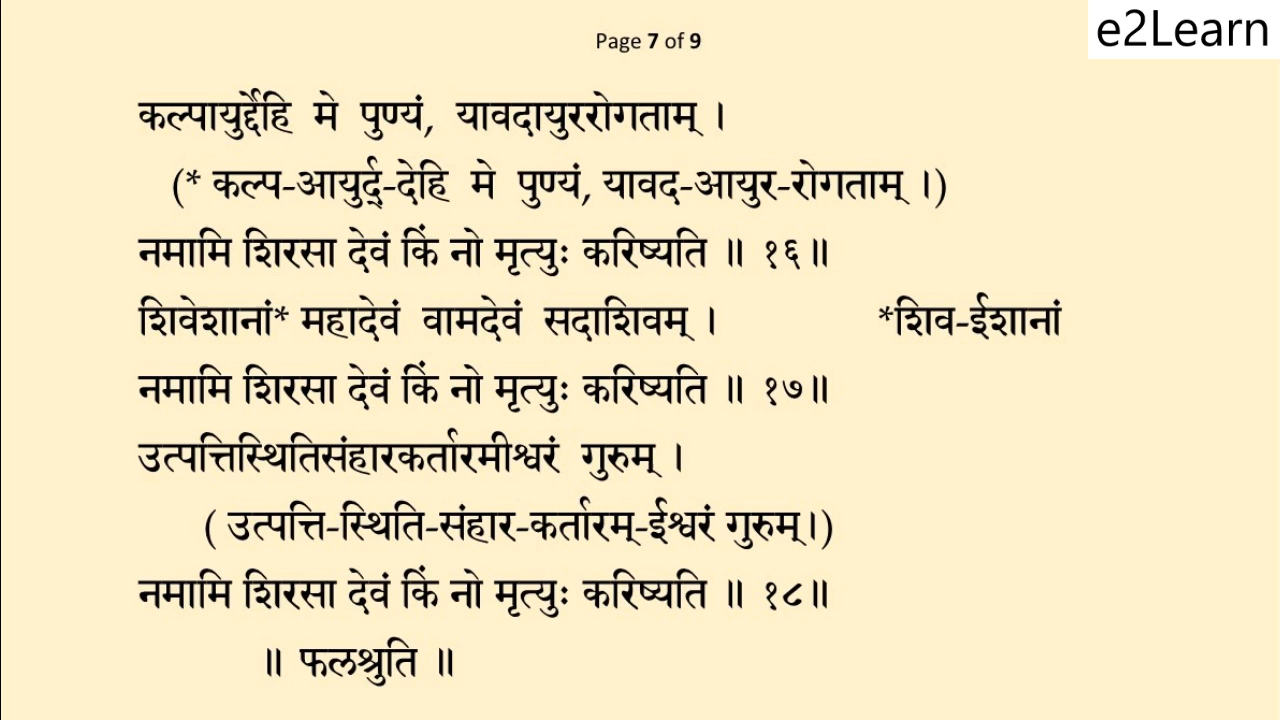 e2Learn
Page 7 of 9
कल्पायुर्द्देहि मे पुण्यं, यावदायुररोगताम् ।
(* कल्प-आयुर्द्-देहि मे पुण्यं, यावद-आयुर-रोगताम् ।)
नमामि शिरसा देवं किं नो मृत्युः करिष्यति ॥ १६॥
शिवेशानां* महादेवं वामदेवं सदाशिवम् । *शिव-ईशानां
नमामि शिरसा देवं किं नो मृत्युः करिष्यति ॥ १७॥
उत्पत्तिस्थितिसंहारकर्तारमीश्वरं गुरुम् ।
( उत्पत्ति-स्थिति-संहार-कर्तारम्-ईश्वरं गुरुम्।)
नमामि शिरसा देवं किं नो मृत्युः करिष्यति ॥ १८॥
॥ फलश्रुति ॥